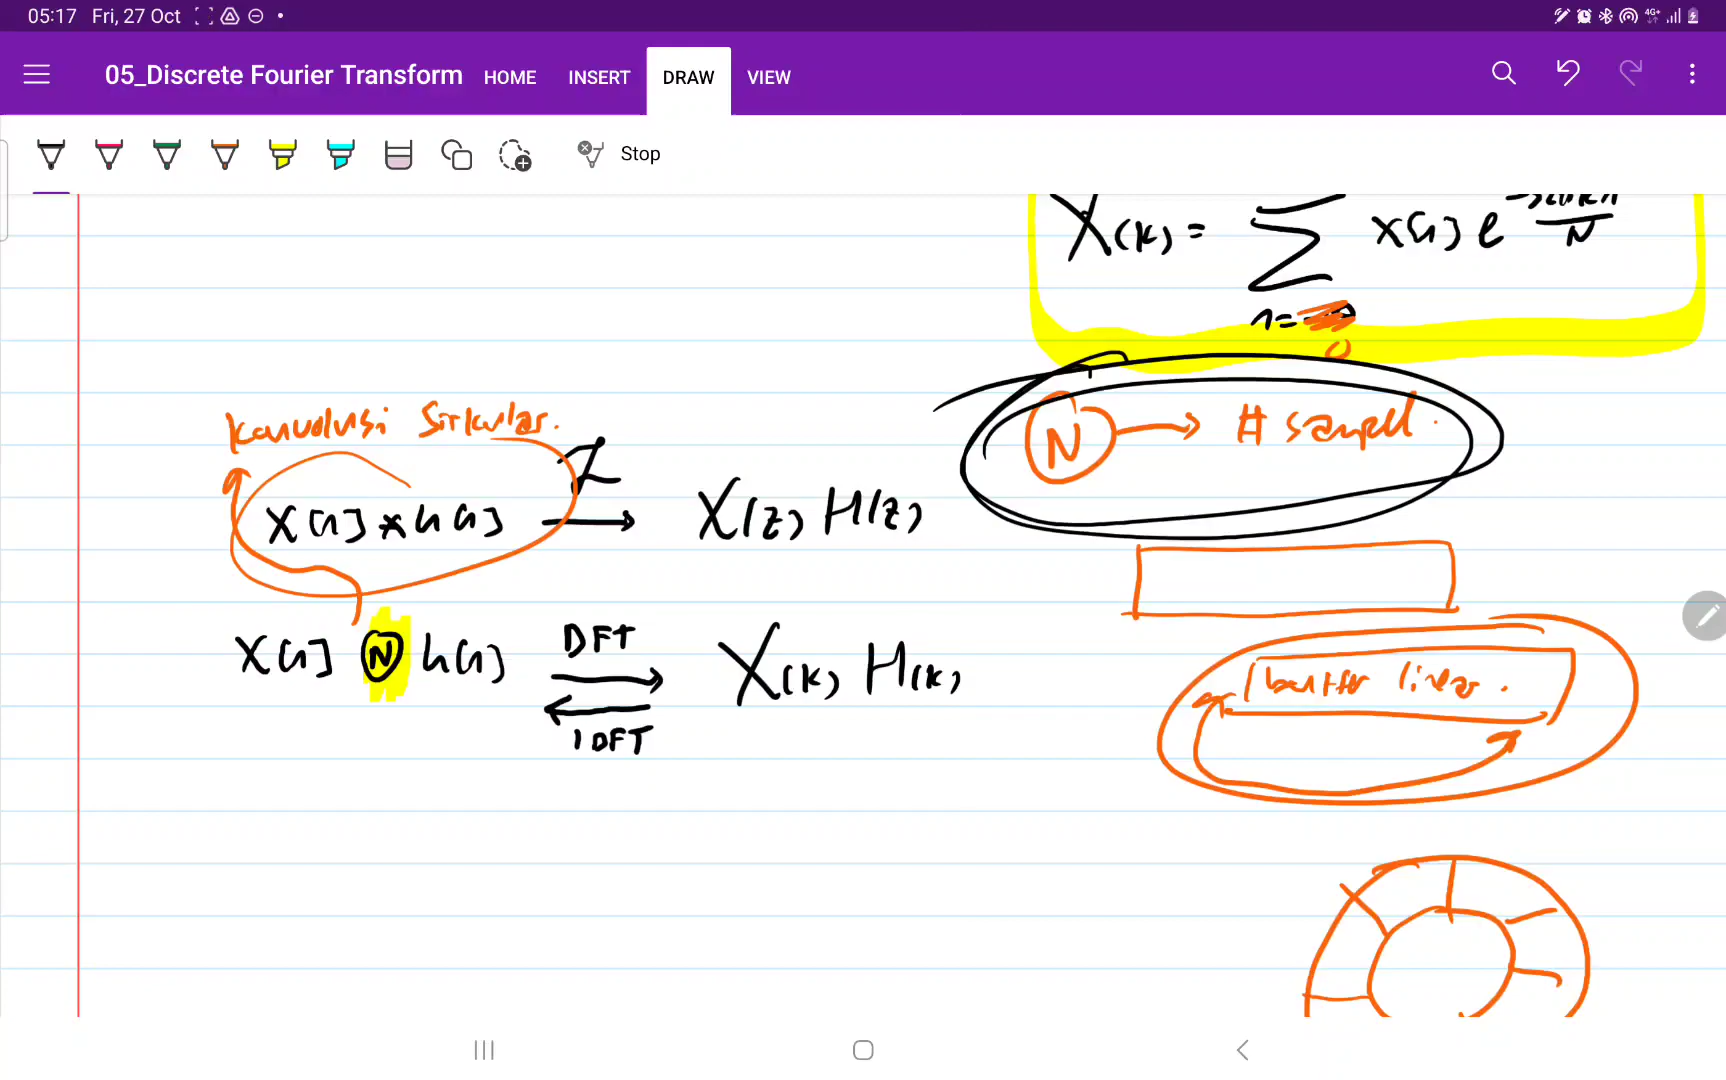 05:17 Fri, 27 Oct
4G+
05_Discrete Fourier Transform HOME INSERT DRAW VIEW
Stop
X(k) = Σ x[n] e N
n=
0
Konvolusi Sirkular.
N → # sampel.
x[n] * h[n] → Z X(z) H(z)
x[n] N h[n] DFT X(k) H(k)
IDFT
buffer linear.